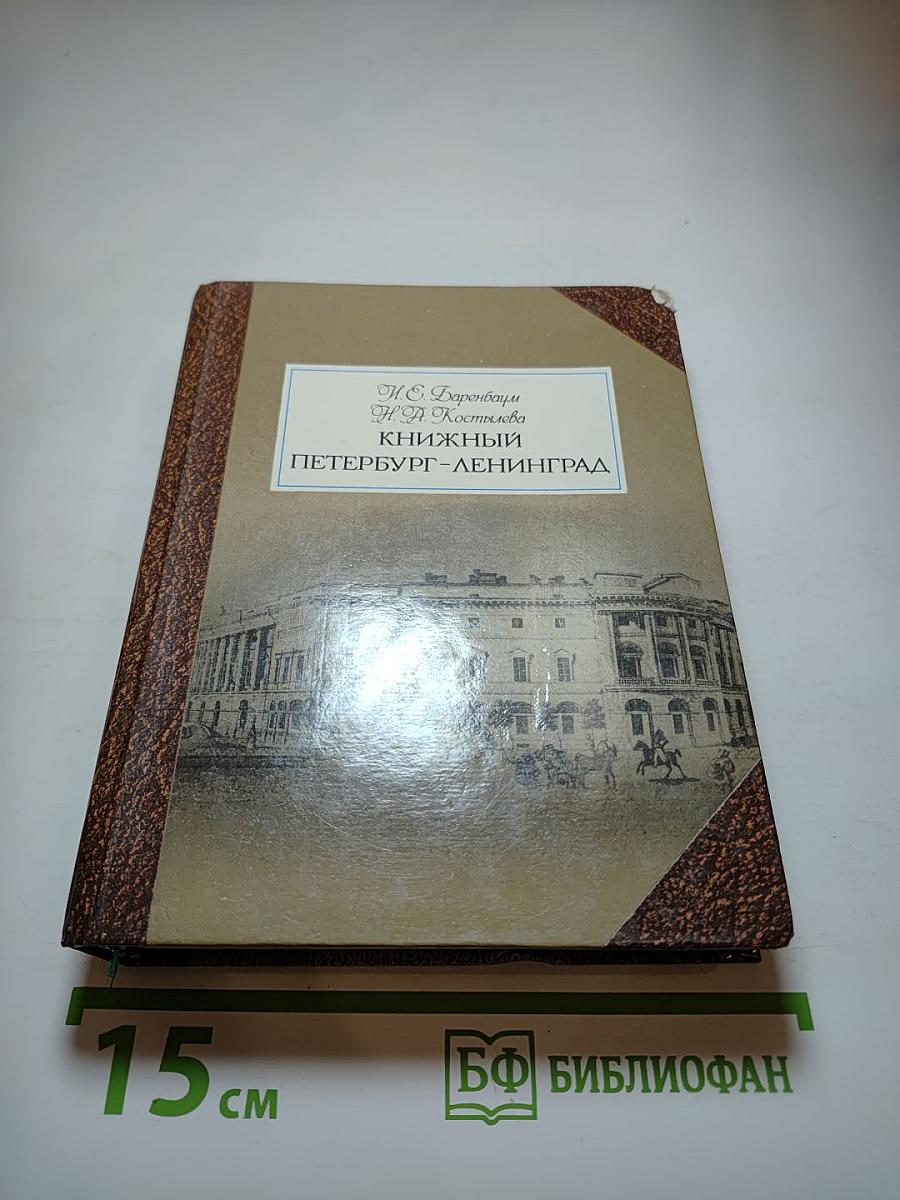 И. Е. Баренбаум
Н. А. Костылева
КНИЖНЫЙ
ПЕТЕРБУРГ-ЛЕНИНГРАД
15 см
БФ БИБЛИОФАН